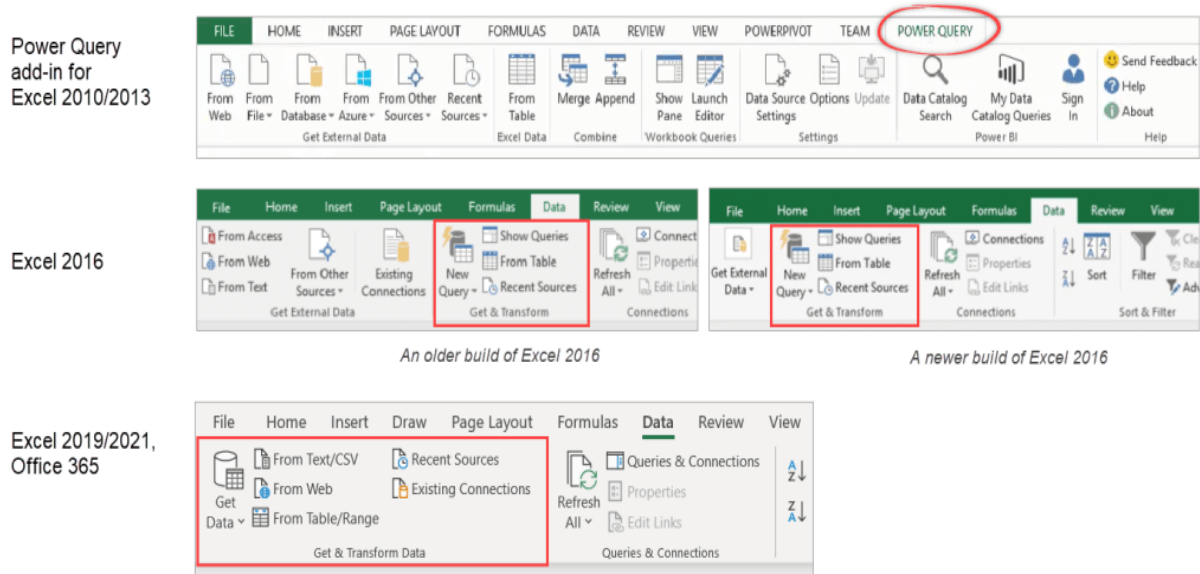 Power Query
add-in for
Excel 2010/2013
FILE HOME INSERT PAGE LAYOUT FORMULAS DATA REVIEW VIEW POWERPIVOT TEAM POWER QUERY
From Web
From File
From Database
From Azure
From Other Sources
Recent Sources
Get External Data
From Table
Excel Data
Merge Append
Combine
Show Pane
Launch Editor
Workbook Queries
Data Source Settings
Options Update
Settings
Data Catalog Search
My Data Catalog Queries
Sign In
Power BI
Send Feedback
Help
About
Help
Excel 2016
File Home Insert Page Layout Formulas Data Review View
From Access
From Web
From Text
From Other Sources
Existing Connections
Get External Data
New Query
Show Queries
From Table
Recent Sources
Get & Transform
Refresh All
Connect
Propertie
Edit Link
Connections
An older build of Excel 2016
File Home Insert Page Layout Formulas Data Review View
Get External Data
New Query
Show Queries
From Table
Recent Sources
Get & Transform
Refresh All
Connections
Properties
Edit Links
Connections
Sort
Filter
Cle
Rea
Adv
Sort & Filter
A newer build of Excel 2016
Excel 2019/2021,
Office 365
File Home Insert Draw Page Layout Formulas Data Review View
Get Data
From Text/CSV
From Web
From Table/Range
Recent Sources
Existing Connections
Get & Transform Data
Refresh All
Queries & Connections
Properties
Edit Links
Queries & Connections